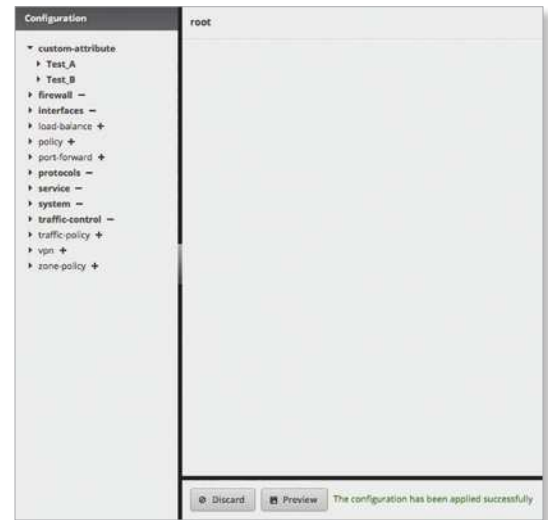 Configuration
root
custom-attribute
Test_A
Test_B
firewall −
interfaces −
load-balance +
policy +
port-forward +
protocols −
service −
system −
traffic-control −
traffic-policy +
vpn +
zone-policy +
Discard Preview The configuration has been applied successfully